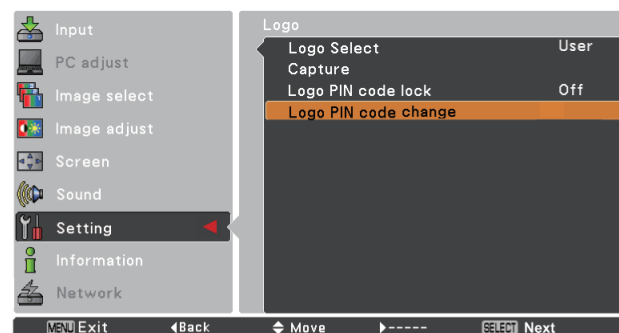 Input
PC adjust
Image select
Image adjust
Screen
Sound
Setting
Information
Network
Logo
Logo Select User
Capture
Logo PIN code lock Off
Logo PIN code change
MENU Exit Back Move ----- SELECT Next